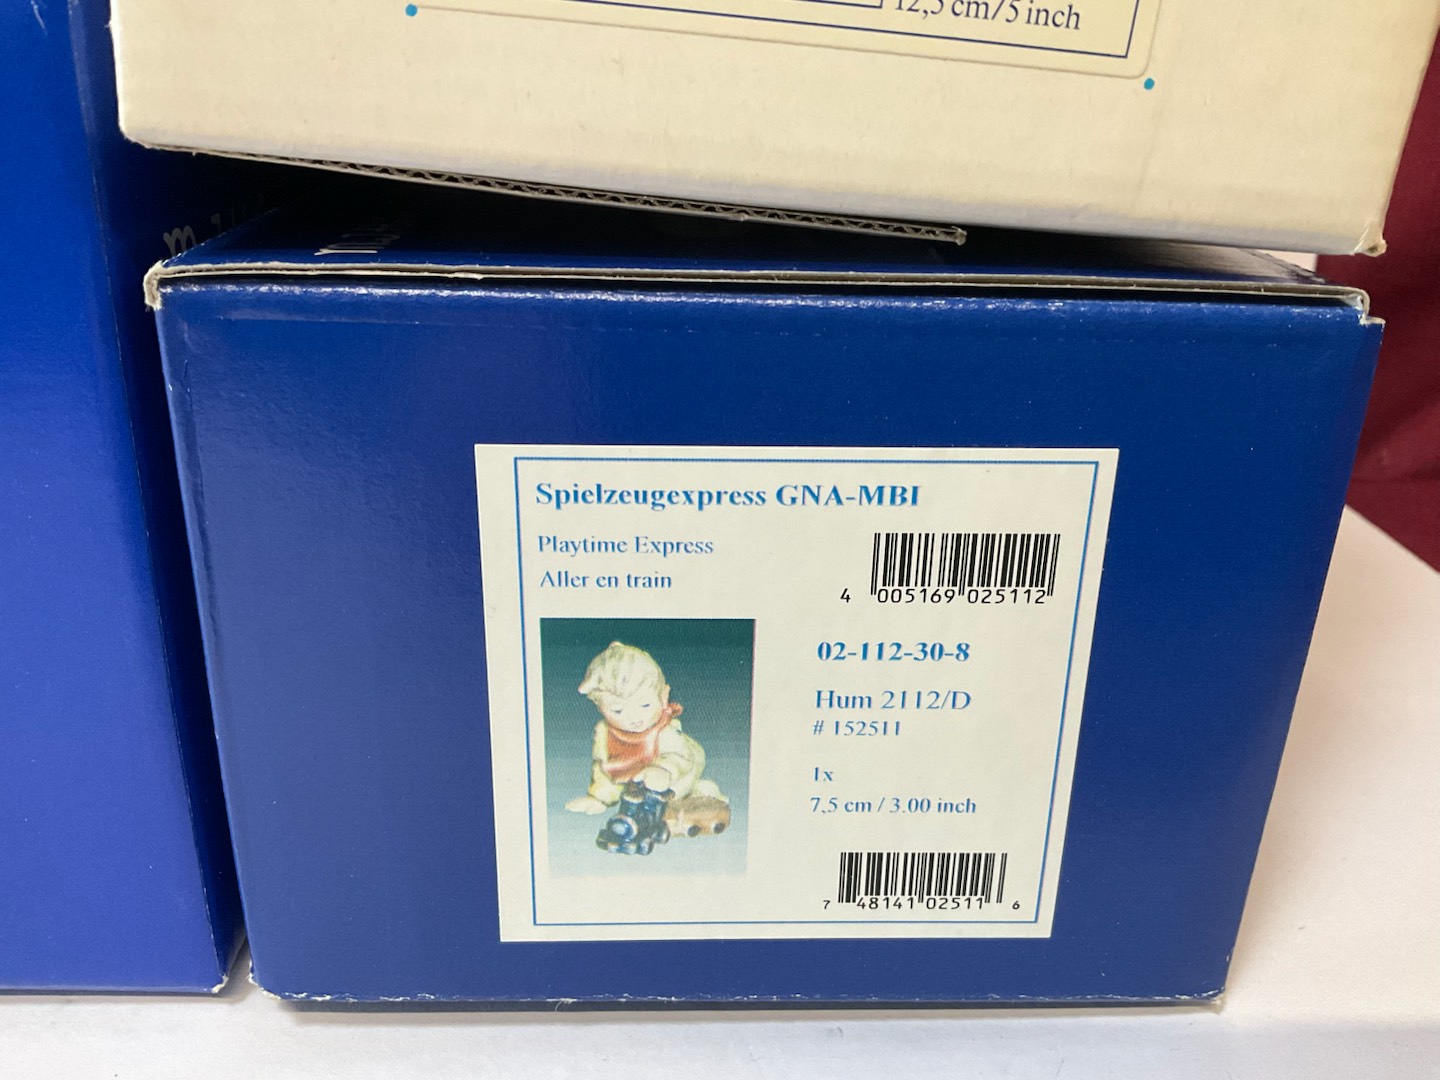 12,5 cm/5 inch
Spielzeugexpress GNA-MBI
Playtime Express
Aller en train
4 005169 025112
02-112-30-8
Hum 2112/D
# 152511
1x
7,5 cm / 3.00 inch
7 48141 02511 6